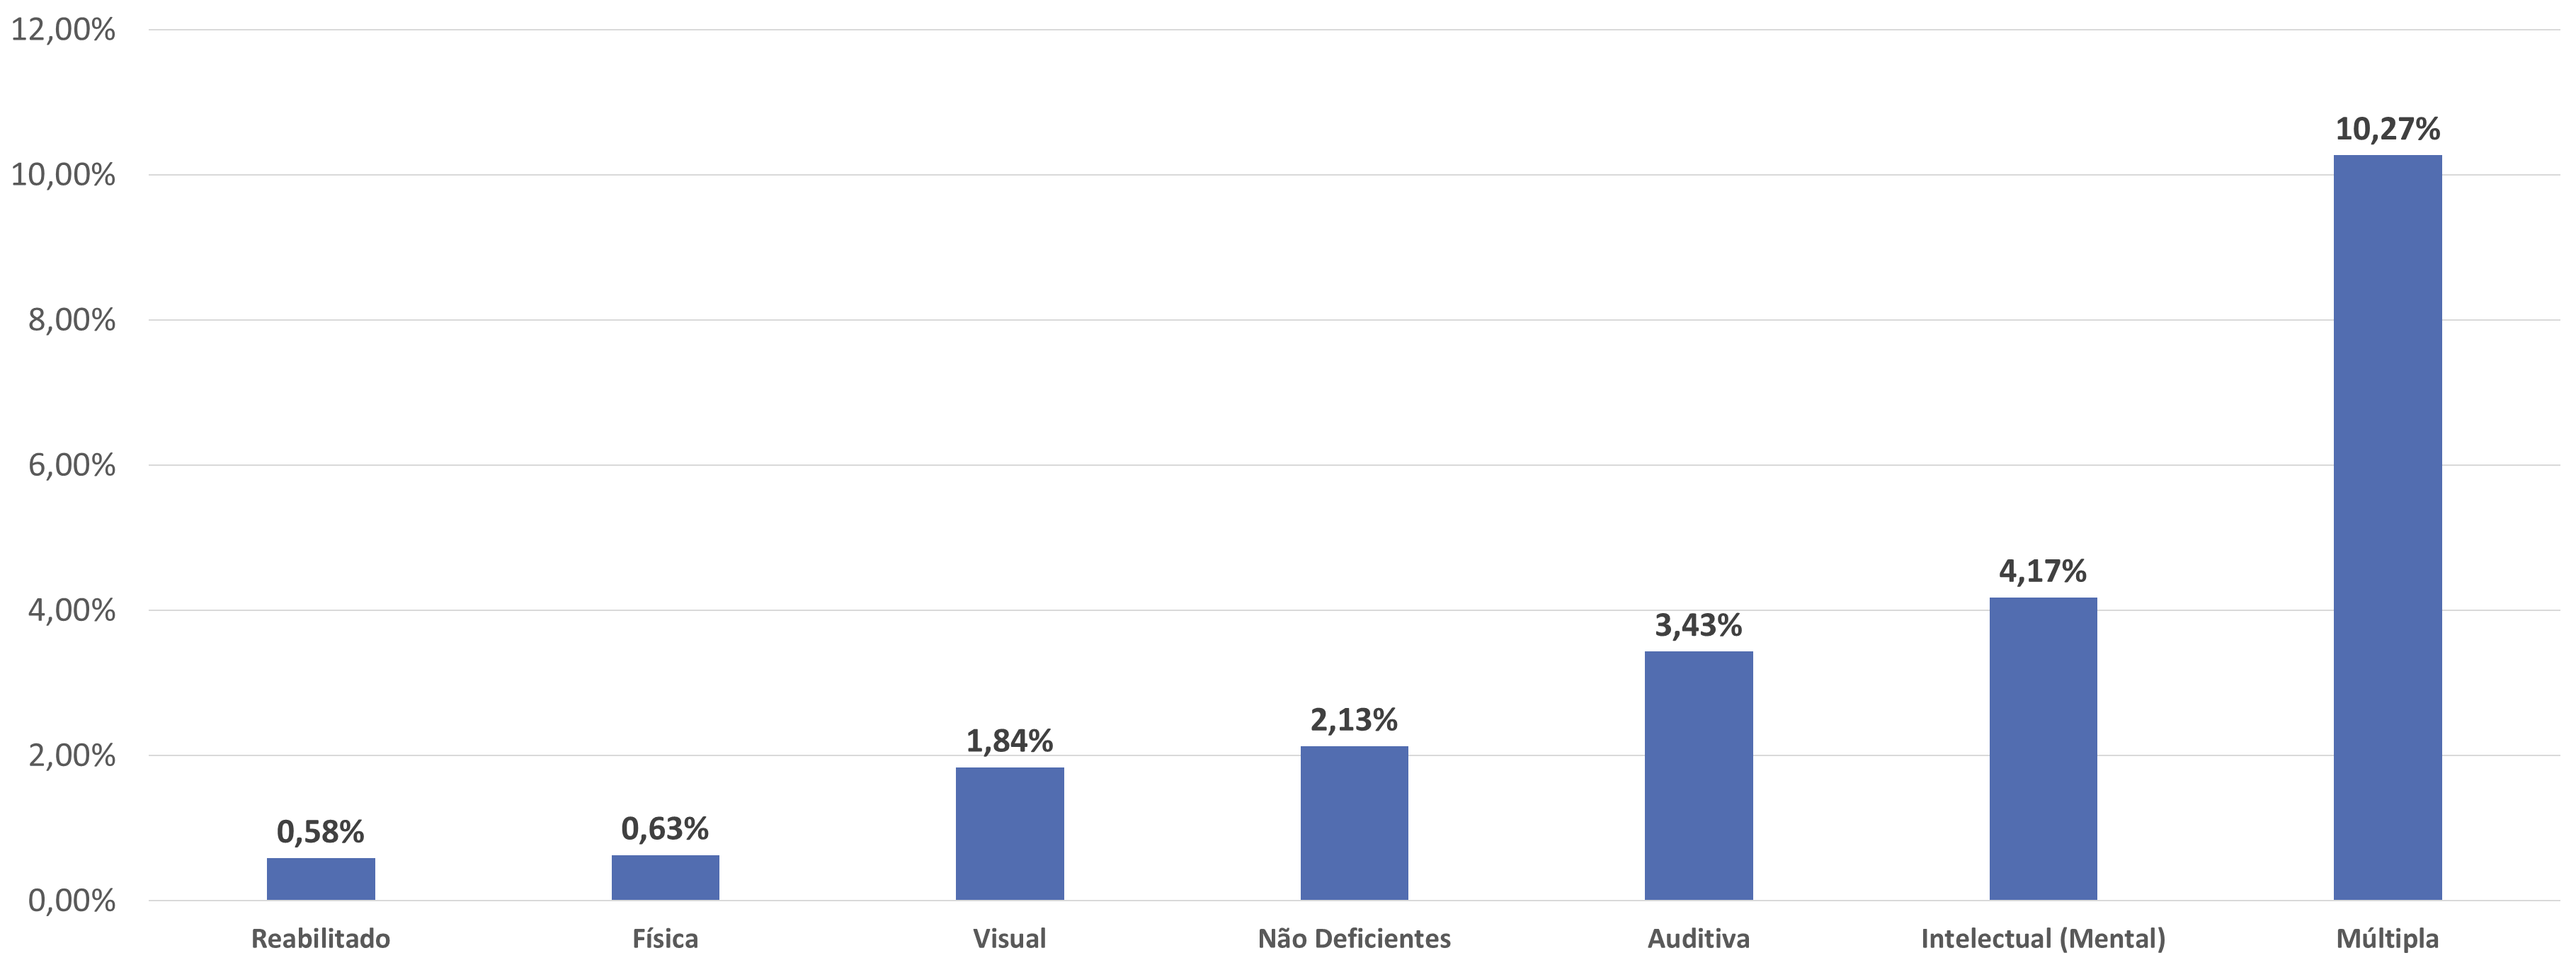 12,00%
10,00%
8,00%
6,00%
4,00%
2,00%
0,00%
0,58%
0,63%
1,84%
2,13%
3,43%
4,17%
10,27%
Reabilitado
Física
Visual
Não Deficientes
Auditiva
Intelectual (Mental)
Múltipla